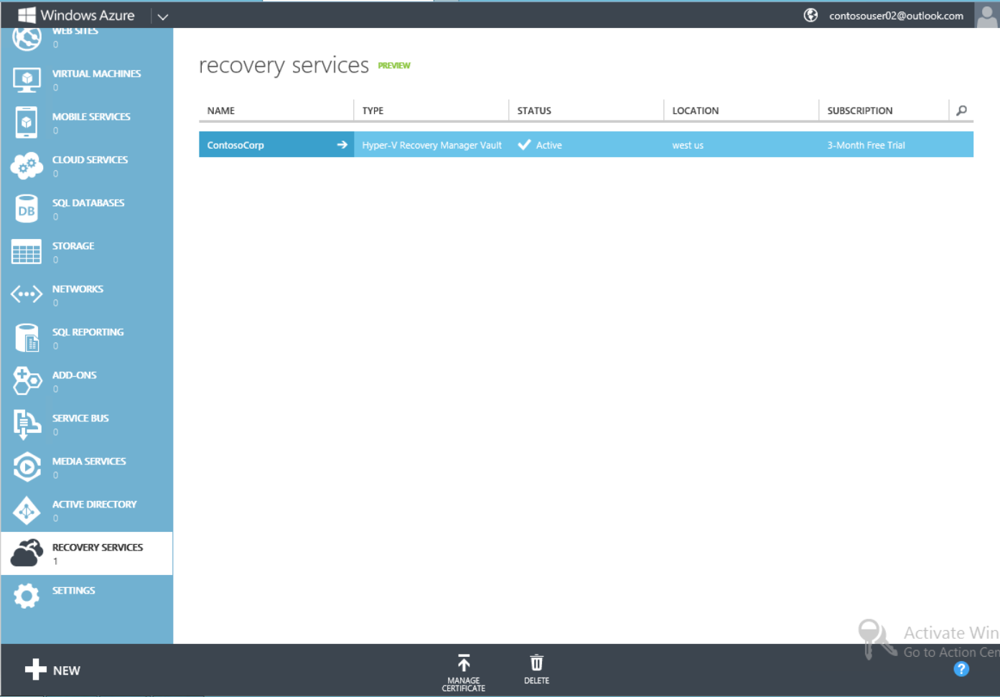 Windows Azure
contosouser02@outlook.com
WEB SITES
0
VIRTUAL MACHINES
0
MOBILE SERVICES
0
CLOUD SERVICES
0
DB
SQL DATABASES
0
STORAGE
0
NETWORKS
0
SQL REPORTING
0
ADD-ONS
0
SERVICE BUS
0
MEDIA SERVICES
0
ACTIVE DIRECTORY
0
RECOVERY SERVICES
1
SETTINGS
recovery services PREVIEW
NAME TYPE STATUS LOCATION SUBSCRIPTION
ContosoCorp Hyper-V Recovery Manager Vault Active west us 3-Month Free Trial
Activate Win
Go to Action Cen
NEW
MANAGE
CERTIFICATE
DELETE
?